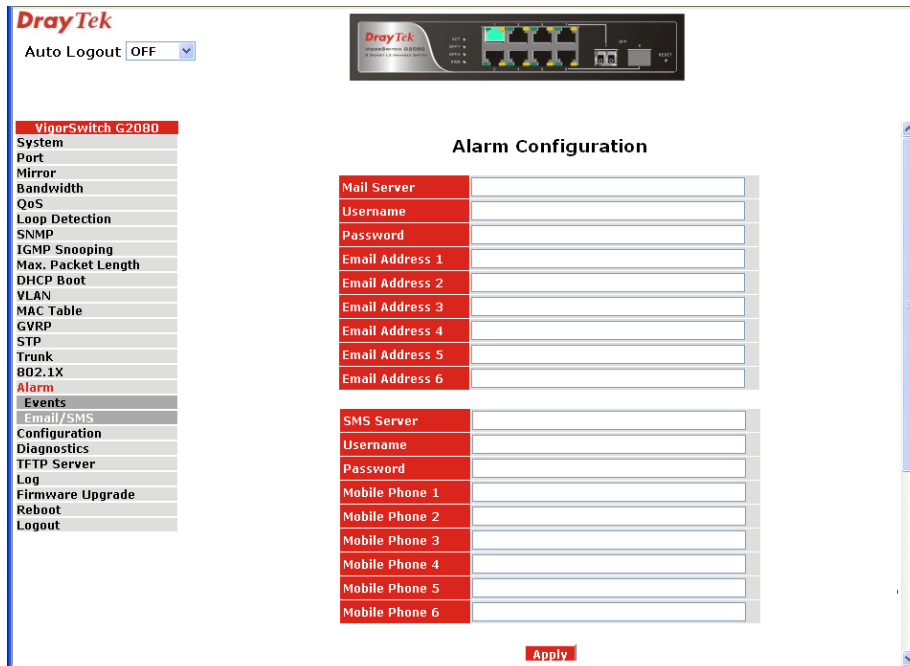 DrayTek
Auto Logout OFF
DrayTek
VigorSwitch G2080
RESET
VigorSwitch G2080
System
Port
Mirror
Bandwidth
QoS
Loop Detection
SNMP
IGMP Snooping
Max. Packet Length
DHCP Boot
VLAN
MAC Table
GVRP
STP
Trunk
802.1X
Alarm
Events
Email/SMS
Configuration
Diagnostics
TFTP Server
Log
Firmware Upgrade
Reboot
Logout
Alarm Configuration
Mail Server
Username
Password
Email Address 1
Email Address 2
Email Address 3
Email Address 4
Email Address 5
Email Address 6
SMS Server
Username
Password
Mobile Phone 1
Mobile Phone 2
Mobile Phone 3
Mobile Phone 4
Mobile Phone 5
Mobile Phone 6
Apply